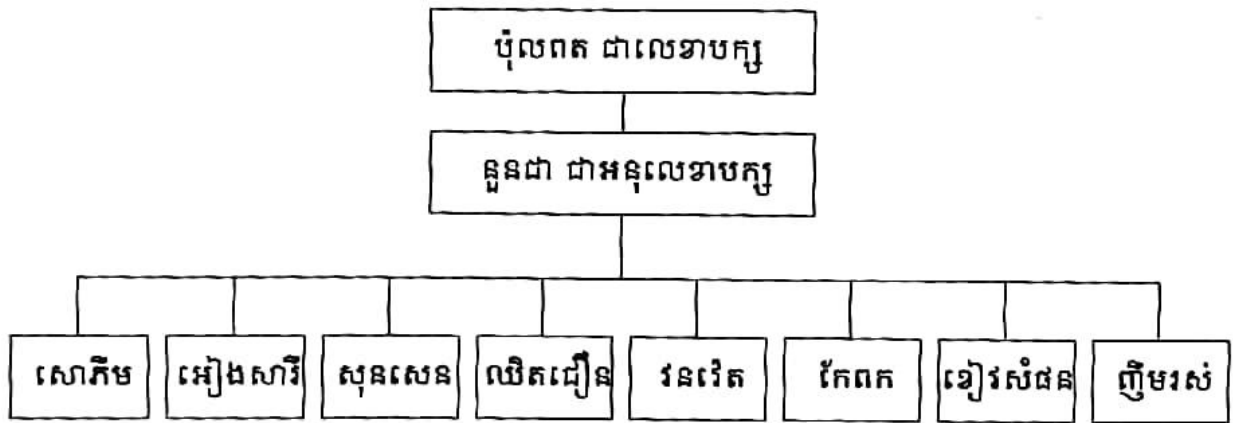 ប៉ុលពត ជាលេខាបក្ស
នួនជា ជាអនុលេខាបក្ស
សោភឹម
អៀងសារី
សុនសេន
ឈិតជឿន
វនវ៉េត
កែពក
ខៀវសំផន
ញឹមរស់